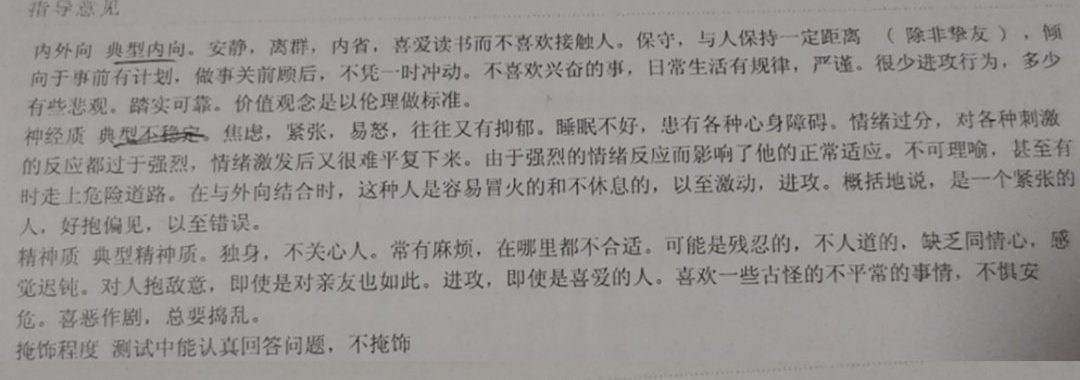 指导意见
内外向 典型内向。安静，离群，内省，喜爱读书而不喜欢接触人。保守，与人保持一定距离 （除非挚友），倾
向于事前有计划，做事关前顾后，不凭一时冲动。不喜欢兴奋的事，日常生活有规律，严谨。很少进攻行为，多少
有些悲观。踏实可靠。价值观念是以伦理做标准。
神经质 典型不稳定。焦虑，紧张，易怒，往往又有抑郁。睡眠不好，患有各种心身障碍。情绪过分，对各种刺激
的反应都过于强烈，情绪激发后又很难平复下来。由于强烈的情绪反应而影响了他的正常适应。不可理喻，甚至有
时走上危险道路。在与外向结合时，这种人是容易冒火的和不休息的，以至激动，进攻。概括地说，是一个紧张的
人，好抱偏见，以至错误。
精神质 典型精神质。独身，不关心人。常有麻烦，在哪里都不合适。可能是残忍的，不人道的，缺乏同情心，感
觉迟钝。对人抱敌意，即使是对亲友也如此。进攻，即使是喜爱的人。喜欢一些古怪的不平常的事情，不惧安
危。喜恶作剧，总要捣乱。
掩饰程度 测试中能认真回答问题，不掩饰